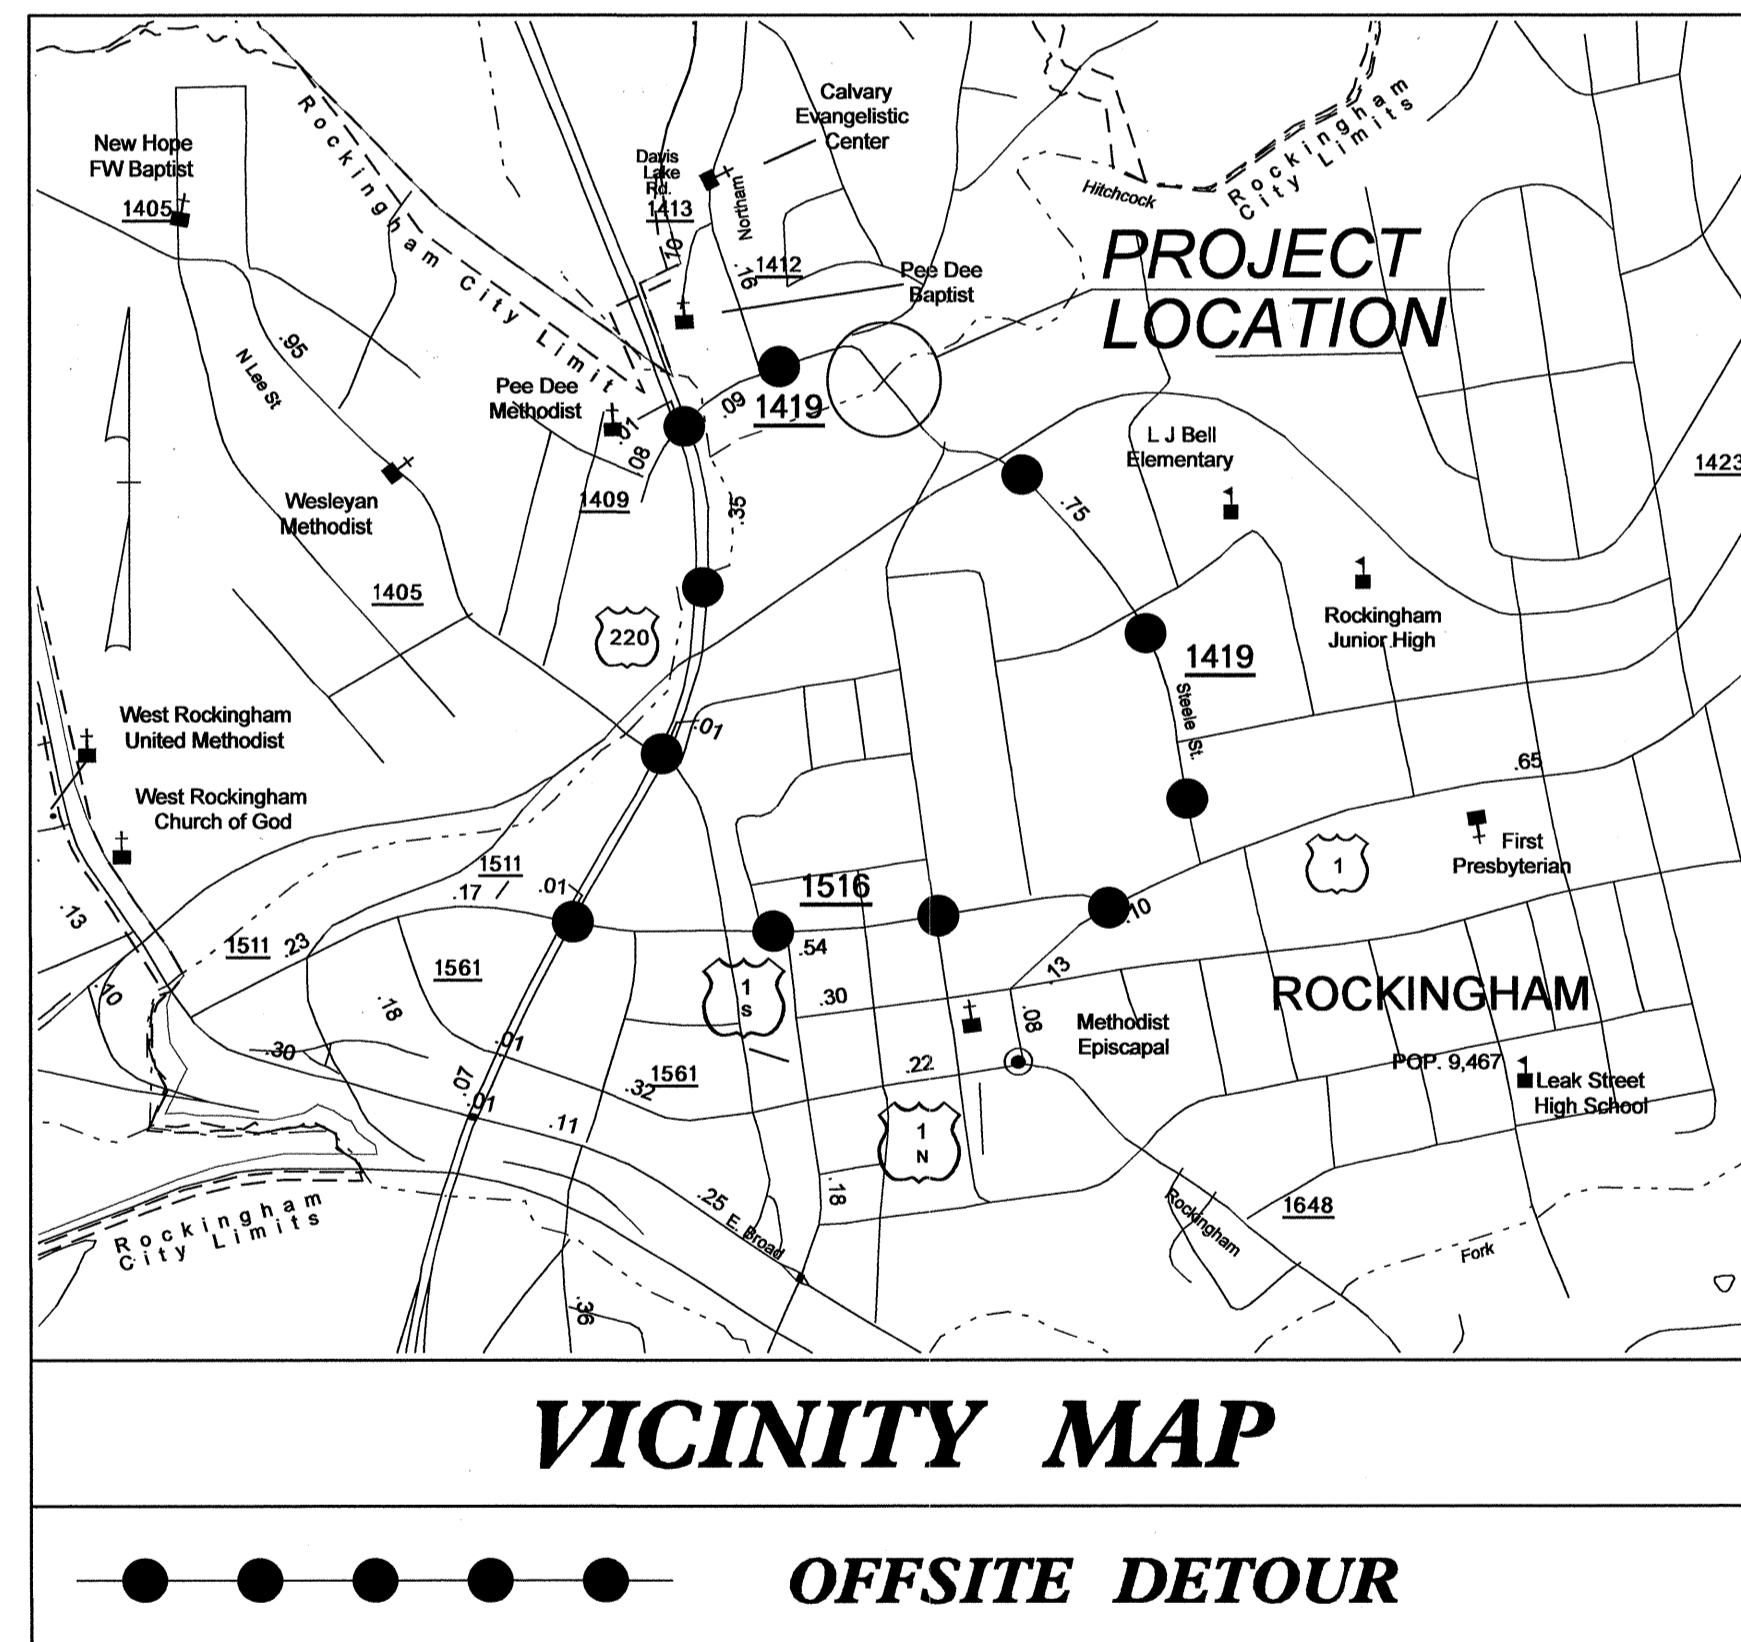 Calvary
Evangelistic
Center
New Hope
FW Baptist
1405
Rockingham City Limit
Davis
Lake
Rd.
1413
.10
Northam
.16
1412
Hitchcock
Rockingham
City Limits
PROJECT
LOCATION
Pee Dee
Baptist
.95
N Lee St
Pee Dee
Methodist
.01
.08
.09
1419
L J Bell
Elementary
1423
Wesleyan
Methodist
1409
.35
.75
1405
220
Rockingham
Junior High
1419
Steele St.
West Rockingham
United Methodist
.01
.65
West Rockingham
Church of God
1511
.17
.01
1516
1
First
Presbyterian
.13
1511
.23
.54
.10
1561
.10
.18
1
S
.30
.13
ROCKINGHAM
.08
Methodist
Episcapal
.30
.01
.07
.01
.32
1561
.22
POP. 9,467
Leak Street
High School
.11
1
N
.25
E. Broad
.18
Rockingham
1648
Fork
Rockingham
City Limits
.36
VICINITY MAP
OFFSITE DETOUR